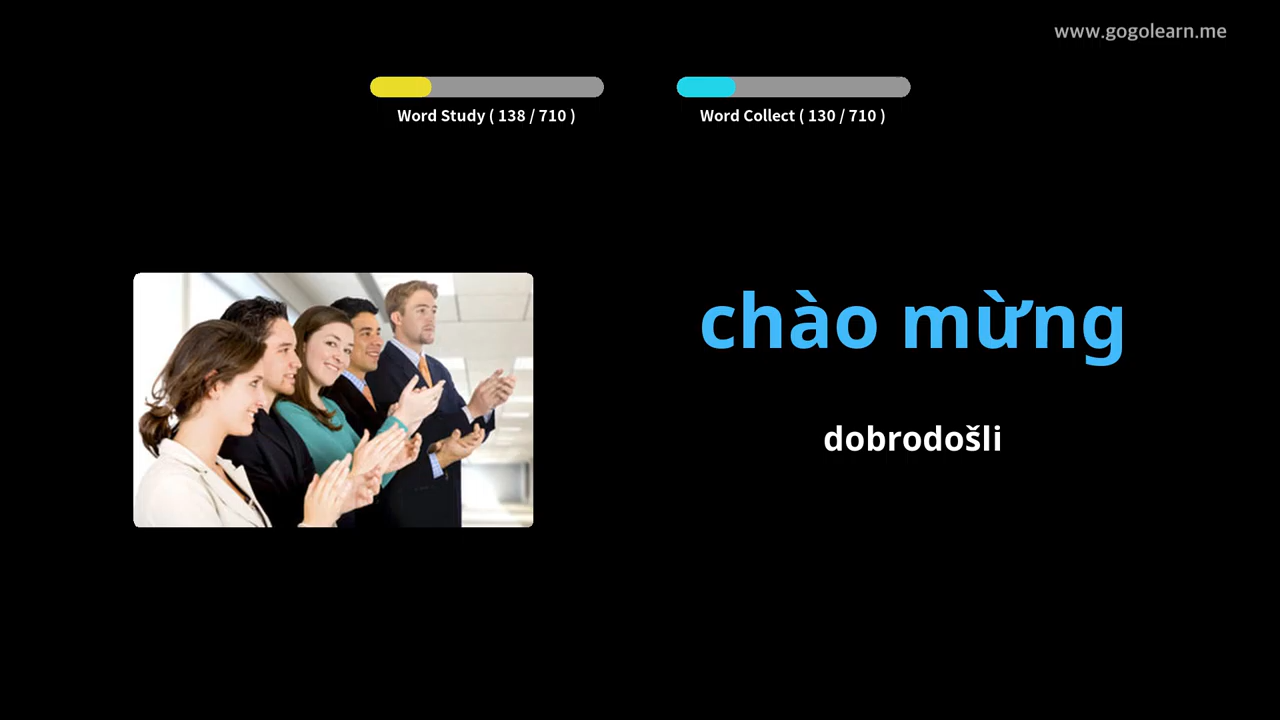 www.gogolearn.me
Word Study ( 138 / 710 )
Word Collect ( 130 / 710 )
chào mừng
dobrodošli